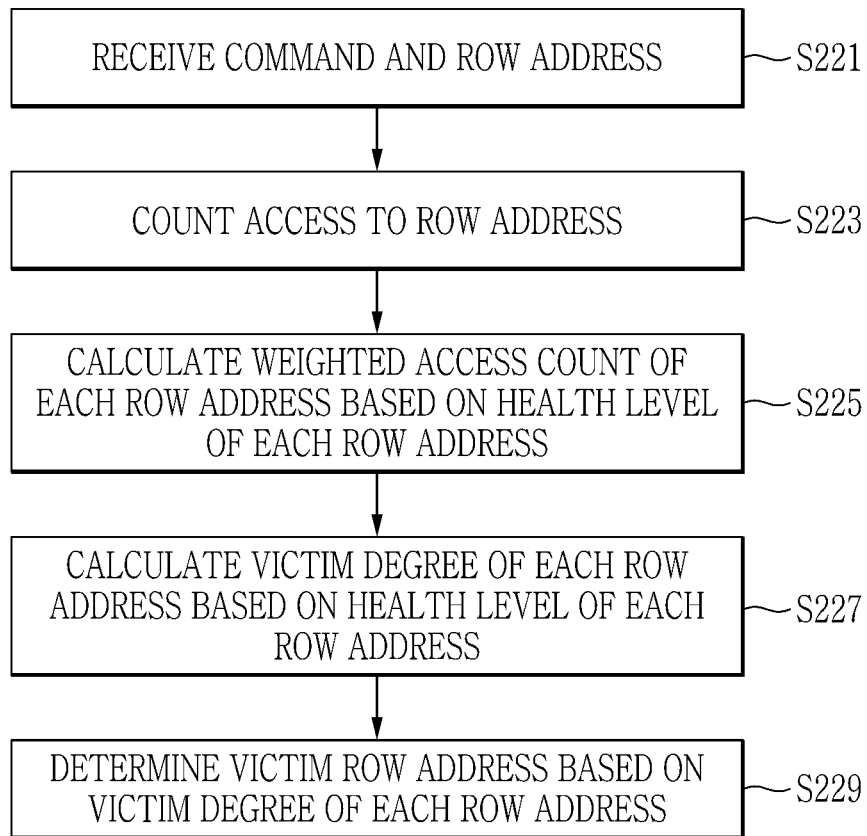 RECEIVE COMMAND AND ROW ADDRESS
S221
COUNT ACCESS TO ROW ADDRESS
S223
CALCULATE WEIGHTED ACCESS COUNT OF
EACH ROW ADDRESS BASED ON HEALTH LEVEL
OF EACH ROW ADDRESS
S225
CALCULATE VICTIM DEGREE OF EACH ROW
ADDRESS BASED ON HEALTH LEVEL OF EACH
ROW ADDRESS
S227
DETERMINE VICTIM ROW ADDRESS BASED ON
VICTIM DEGREE OF EACH ROW ADDRESS
S229